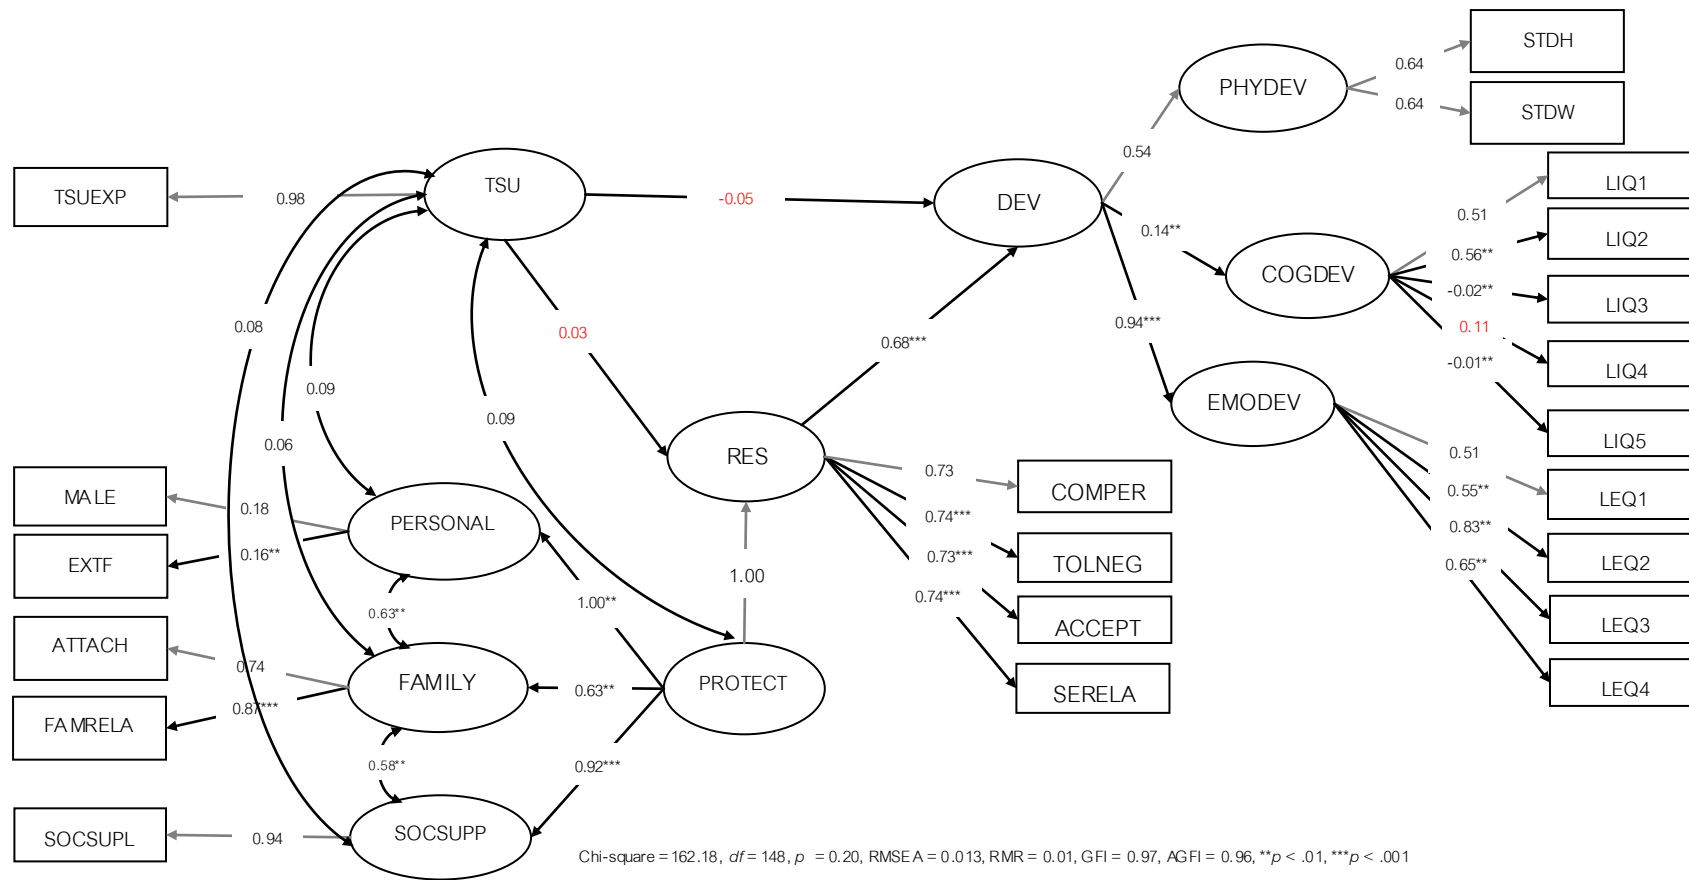 STDH
0.64
PHYDEV
0.64
STDW
0.54
LIQ1
TSU
TSUEXP
0.98
-0.05
DEV
0.51
0.14**
LIQ2
0.56**
COGDEV
-0.02**
LIQ3
0.08
0.03
0.94***
0.11
0.68***
-0.01**
LIQ4
0.09
EMODEV
0.09
0.06
LIQ5
RES
0.51
0.73
COMPER
MALE
0.18
0.55**
LEQ1
PERSONAL
0.74***
0.83**
EXTF
0.16**
0.73***
TOLNEG
LEQ2
0.65**
1.00
0.74***
0.63**
1.00**
ACCEPT
LEQ3
ATTACH
0.74
FAMILY
0.63**
PROTECT
SERELA
LEQ4
0.87***
FAMRELA
0.58**
0.92***
SOCSUPL
0.94
SOCSUPP
Chi-square = 162.18, df = 148, p = 0.20, RMSEA = 0.013, RMR = 0.01, GFI = 0.97, AGFI = 0.96, **p < .01, ***p < .001